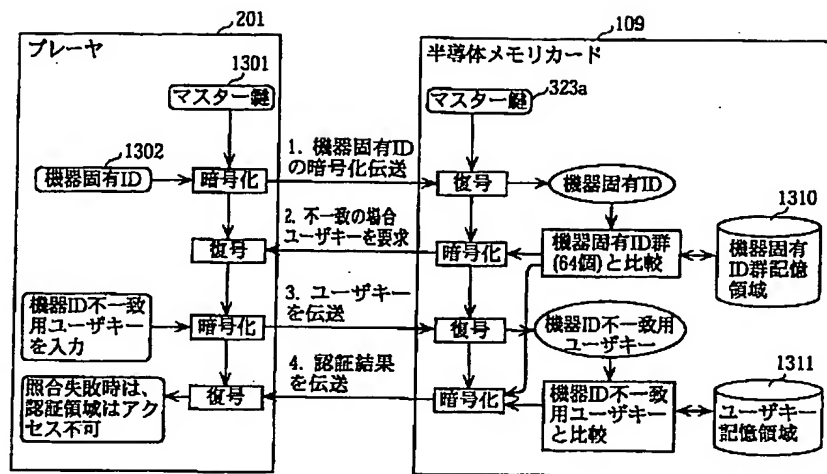 201
プレーヤ
1301
マスター鍵
1302
機器固有ID
暗号化
1. 機器固有ID
の暗号化伝送
2. 不一致の場合
ユーザキーを要求
復号
機器ID不一致
用ユーザキー
を入力
暗号化
3. ユーザキー
を伝送
4. 認証結果
を伝送
照合失敗時は、
認証領域はアク
セス不可
復号
109
半導体メモリカード
マスター鍵
323a
復号
機器固有ID
1310
暗号化
機器固有ID群
(64個)と比較
機器固有
ID群記憶
領域
復号
機器ID不一致用
ユーザキー
1311
暗号化
機器ID不一致
用ユーザキー
と比較
ユーザキー
記憶領域